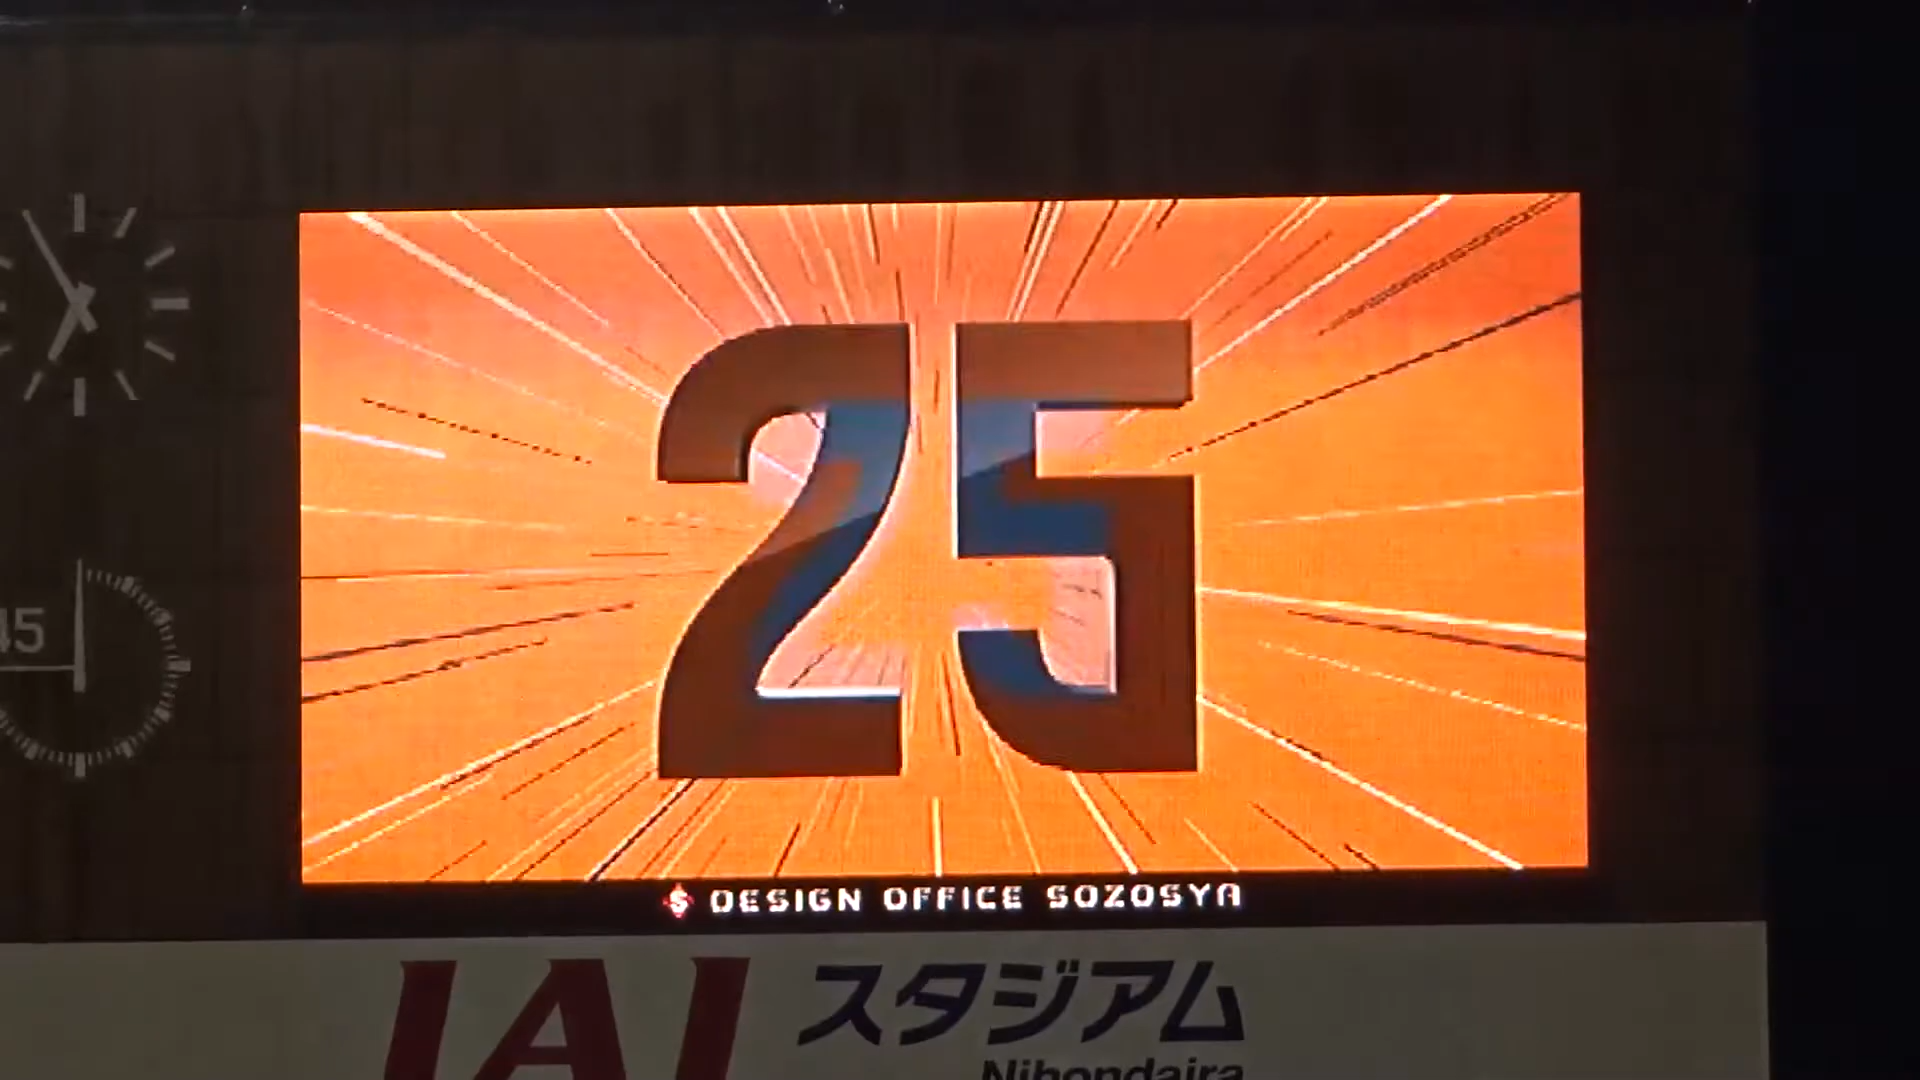 25
45
DESIGN OFFICE SOZOSYA
IAI スタジアム
Nihondaira